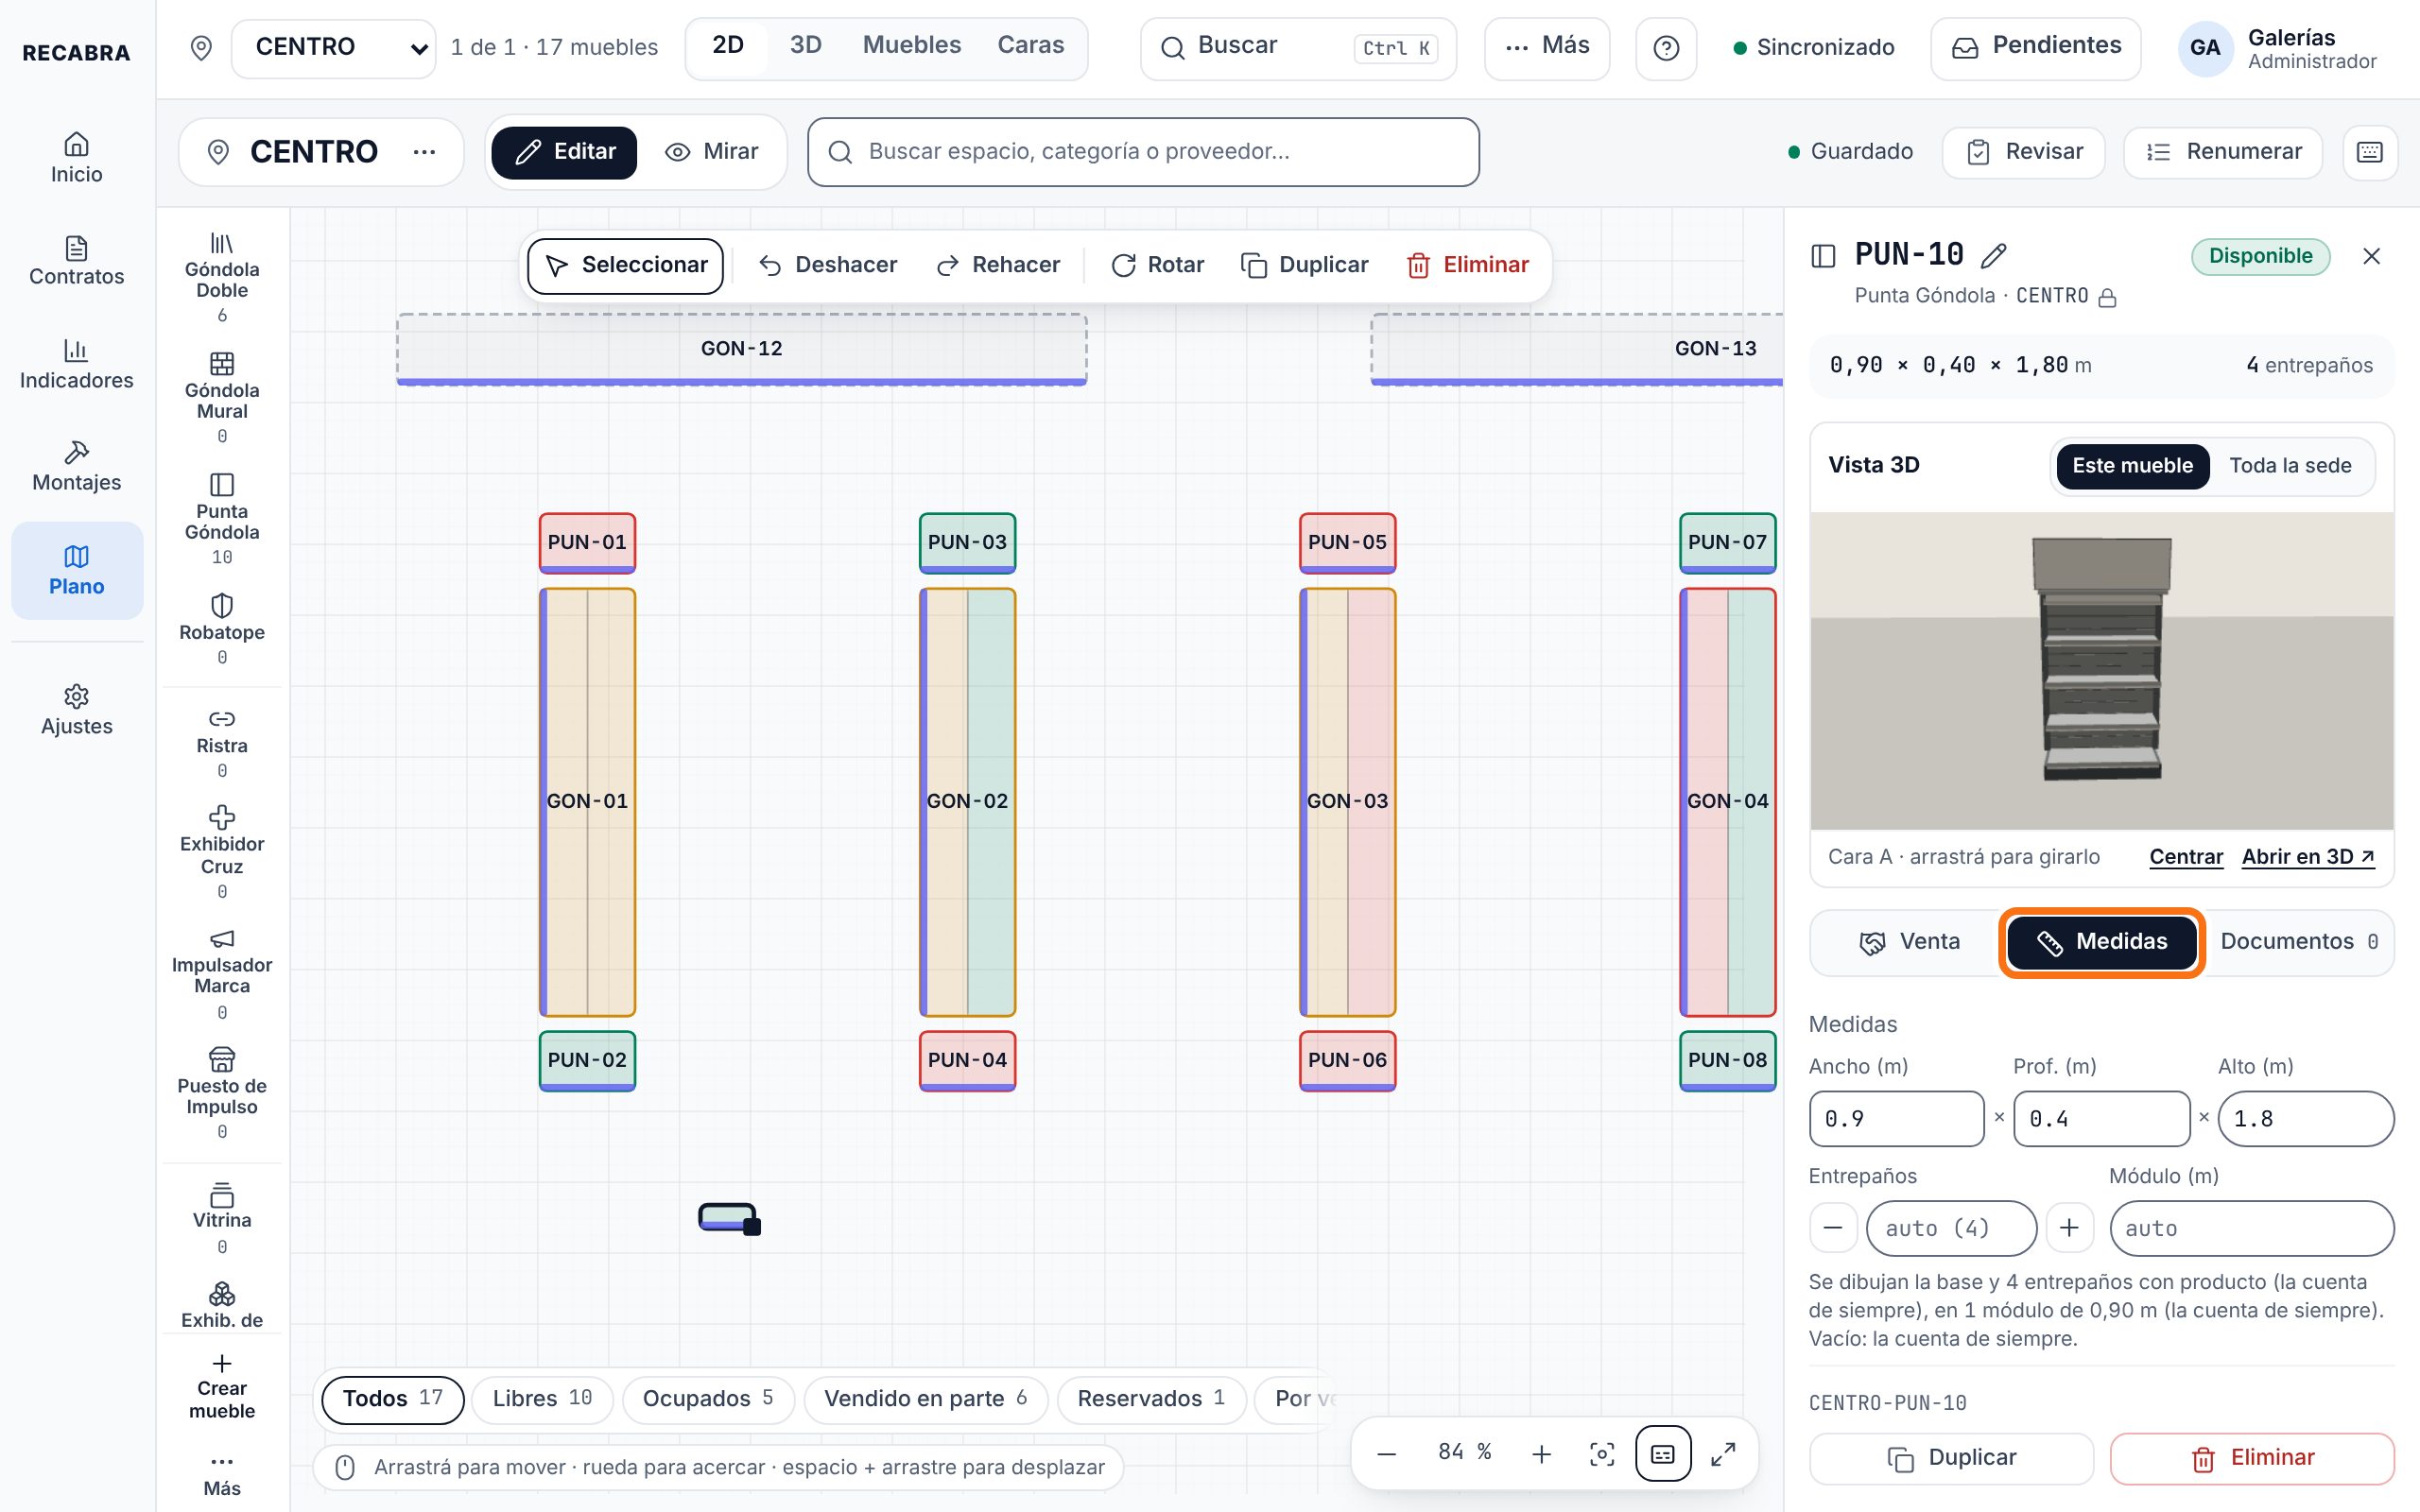 RECABRA
CENTRO
1 de 1 · 17 muebles
2D
3D
Muebles
Caras
Buscar
Ctrl K
Más
Sincronizado
Pendientes
GA
Galerías
Administrador
Inicio
Contratos
Indicadores
Montajes
Plano
Ajustes
CENTRO
Editar
Mirar
Buscar espacio, categoría o proveedor...
Guardado
Revisar
Renumerar
Góndola
Doble
6
Góndola
Mural
0
Punta
Góndola
10
Robatope
0
Ristra
0
Exhibidor
Cruz
0
Impulsador
Marca
0
Puesto de
Impulso
0
Vitrina
0
Exhib. de
Crear
mueble
Más
Seleccionar
Deshacer
Rehacer
Rotar
Duplicar
Eliminar
GON-12
GON-13
PUN-01
PUN-03
PUN-05
PUN-07
GON-01
GON-02
GON-03
GON-04
PUN-02
PUN-04
PUN-06
PUN-08
Todos 17
Libres 10
Ocupados 5
Vendido en parte 6
Reservados 1
Por
Arrastrá para mover · rueda para acercar · espacio + arrastre para desplazar
84 %
PUN-10
Disponible
Punta Góndola · CENTRO
0,90 × 0,40 × 1,80 m
4 entrepaños
Vista 3D
Este mueble
Toda la sede
Cara A · arrastrá para girarlo
Centrar
Abrir en 3D
Venta
Medidas
Documentos 0
Medidas
Ancho (m)
Prof. (m)
Alto (m)
0.9 × 0.4 × 1.8
Entrepaños
Módulo (m)
auto (4)
auto
Se dibujan la base y 4 entrepaños con producto (la cuenta
de siempre), en 1 módulo de 0,90 m (la cuenta de siempre).
Vacío: la cuenta de siempre.
CENTRO-PUN-10
Duplicar
Eliminar